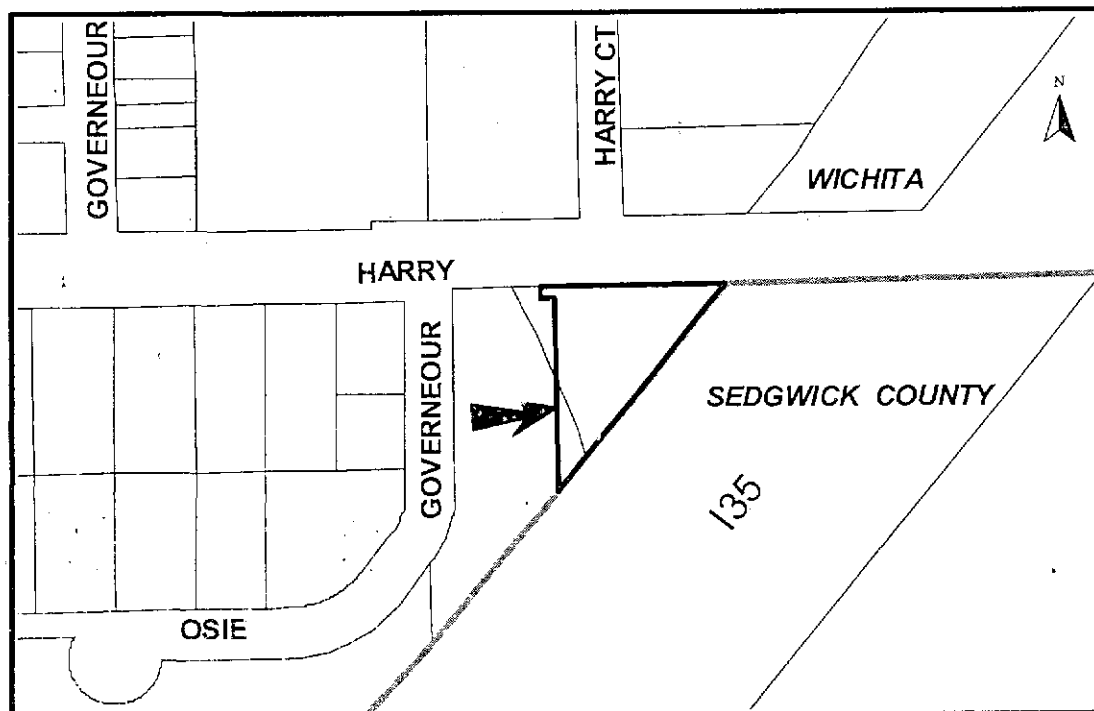 GOVERNEOUR
HARRY CT
N
WICHITA
HARRY
GOVERNEOUR
SEDGWICK COUNTY
I35
OSIE